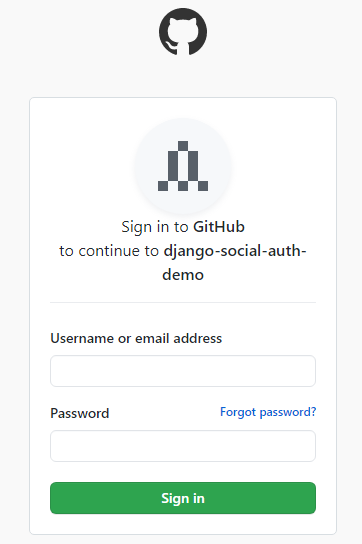 Sign in to GitHub
to continue to django-social-auth-
demo
Username or email address
Password Forgot password?
Sign in